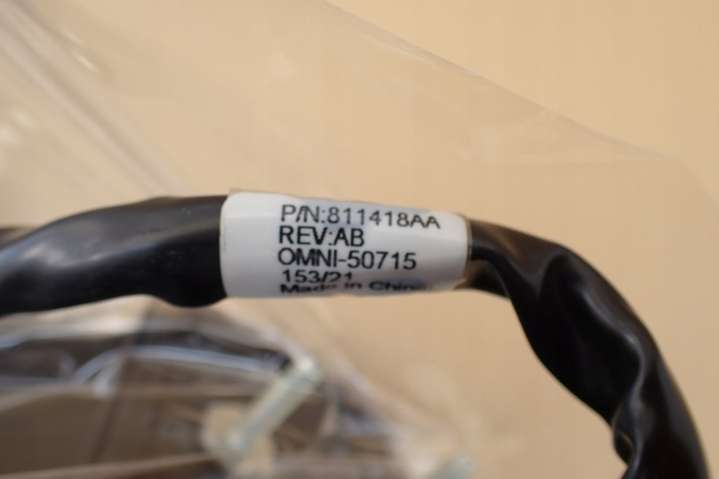 P/N:811418AA
REV:AB
OMNI-50715
153/21
Made in China